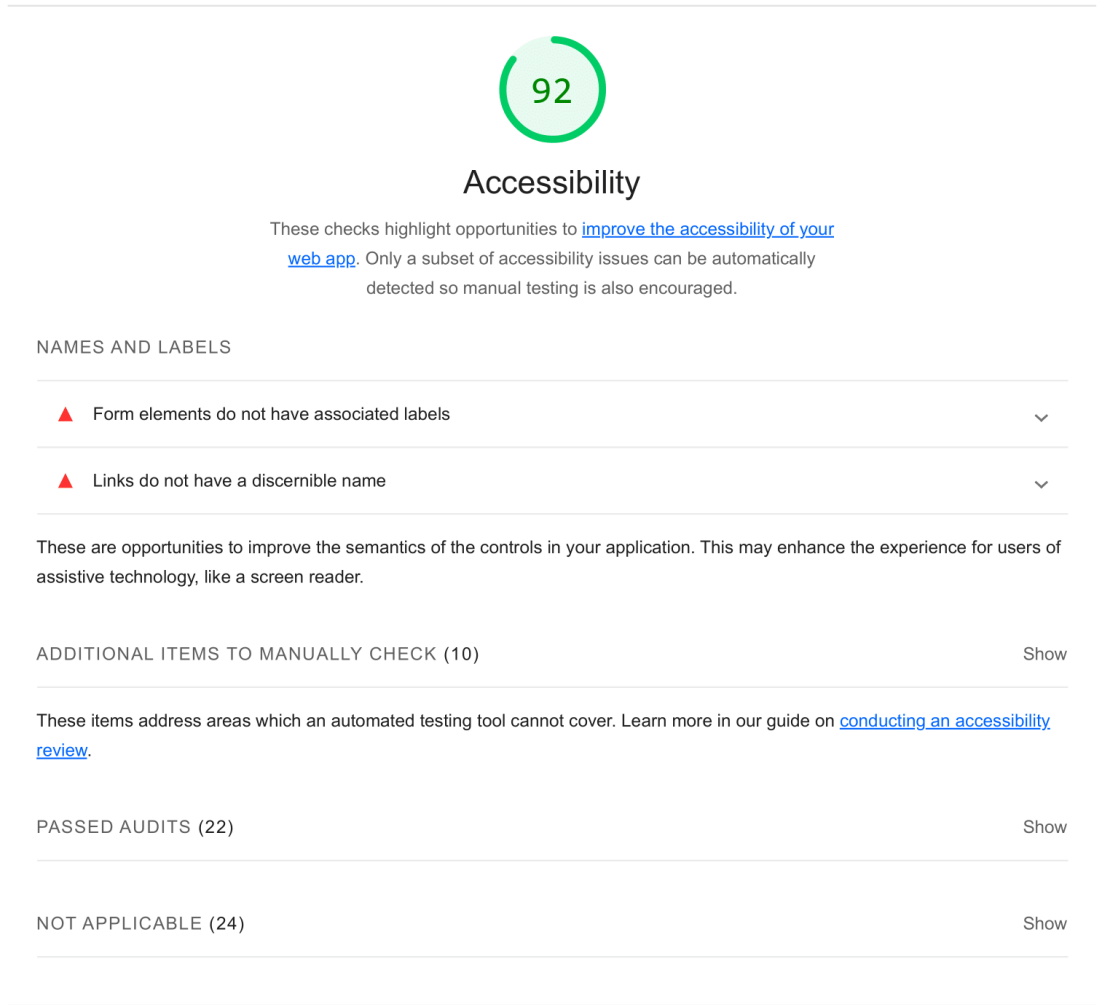 92
Accessibility
These checks highlight opportunities to improve the accessibility of your
web app. Only a subset of accessibility issues can be automatically
detected so manual testing is also encouraged.
NAMES AND LABELS
Form elements do not have associated labels
Links do not have a discernible name
These are opportunities to improve the semantics of the controls in your application. This may enhance the experience for users of
assistive technology, like a screen reader.
ADDITIONAL ITEMS TO MANUALLY CHECK (10) Show
These items address areas which an automated testing tool cannot cover. Learn more in our guide on conducting an accessibility
review.
PASSED AUDITS (22) Show
NOT APPLICABLE (24) Show